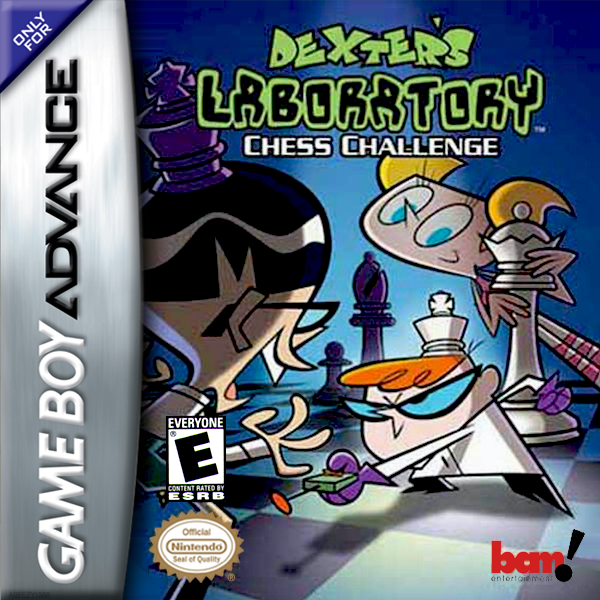 ONLY
FOR
GAME BOY ADVANCE
DEXTER'S
LABORATORY™
CHESS CHALLENGE
EVERYONE
E®
CONTENT RATED BY
ESRB
Official
Nintendo
Seal of Quality
®
bam!
entertainment